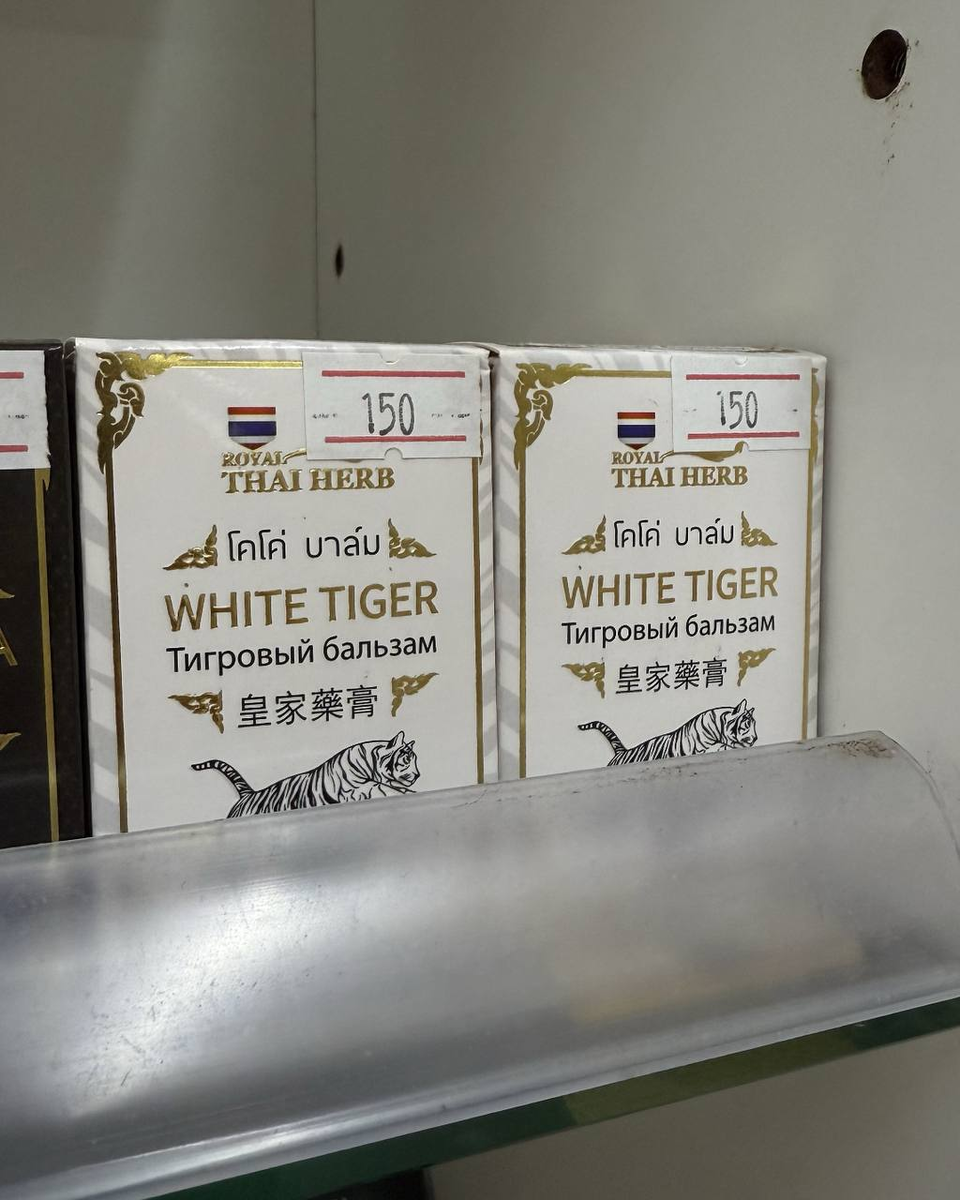 150
ROYAL
THAI HERB
โคโค่ บาล์ม
WHITE TIGER
Тигровый бальзам
皇家藥膏
150
ROYAL
THAI HERB
โคโค่ บาล์ม
WHITE TIGER
Тигровый бальзам
皇家藥膏